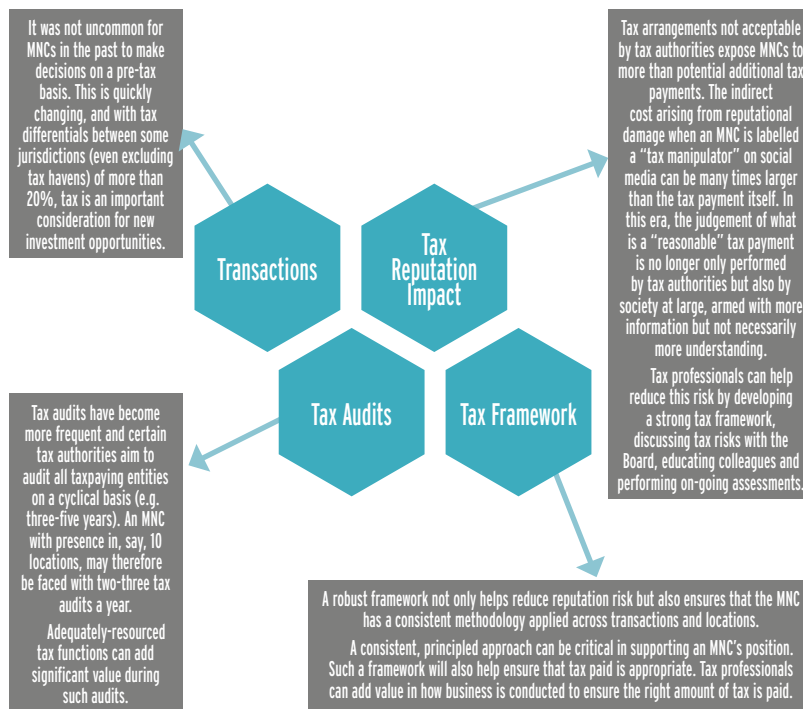 It was not uncommon for
MNCs in the past to make
decisions on a pre-tax
basis. This is quickly
changing, and with tax
differentials between some
jurisdictions (even excluding
tax havens) of more than
20%, tax is an important
consideration for new
investment opportunities.
Tax arrangements not acceptable
by tax authorities expose MNCs to
more than potential additional tax
payments. The indirect
cost arising from reputational
damage when an MNC is labelled
a “tax manipulator” on social
media can be many times larger
than the tax payment itself. In
this era, the judgement of what
is a “reasonable” tax payment
is no longer only performed
by tax authorities but also by
society at large, armed with more
information but not necessarily
more understanding.
Tax professionals can help
reduce this risk by developing
a strong tax framework,
discussing tax risks with the
Board, educating colleagues and
performing on-going assessments.
Transactions
Tax
Reputation
Impact
Tax Audits
Tax Framework
Tax audits have become
more frequent and certain
tax authorities aim to
audit all taxpaying entities
on a cyclical basis (e.g.
three-five years). An MNC
with presence in, say, 10
locations, may therefore
be faced with two-three tax
audits a year.
Adequately-resourced
tax functions can add
significant value during
such audits.
A robust framework not only helps reduce reputation risk but also ensures that the MNC
has a consistent methodology applied across transactions and locations.
A consistent, principled approach can be critical in supporting an MNC’s position.
Such a framework will also help ensure that tax paid is appropriate. Tax professionals
can add value in how business is conducted to ensure the right amount of tax is paid.